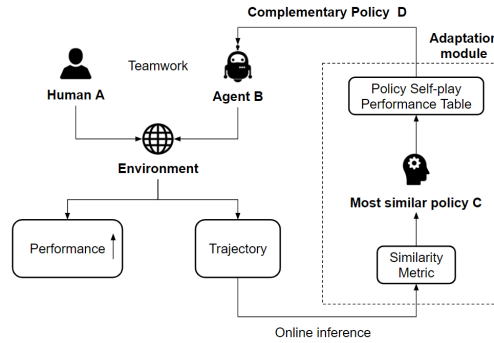 Complementary Policy D
Adaptation
module
Teamwork
Human A
Agent B
Policy Self-play
Performance Table
Environment
Most similar policy C
Performance
Trajectory
Similarity
Metric
Online inference